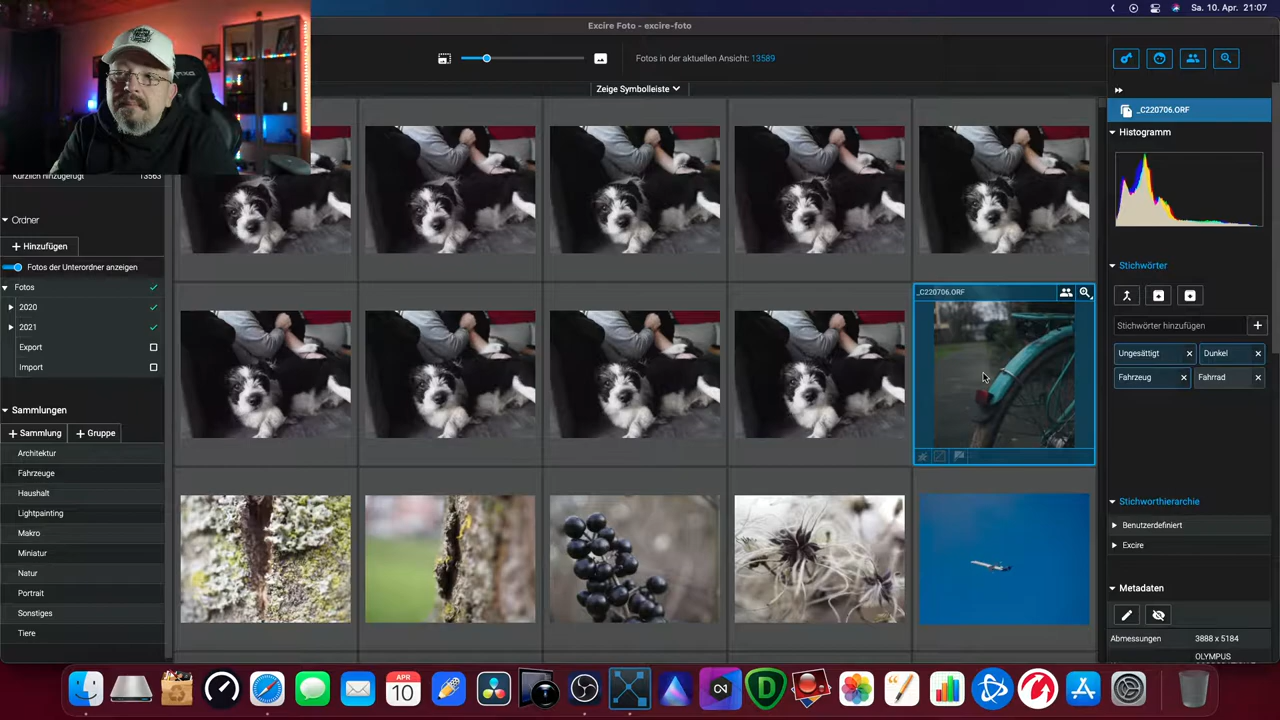 Sa. 10. Apr. 21:07
Excire Foto - excire-foto
Fotos in der aktuellen Ansicht: 13589
Zeige Symbolleiste
_C220706.ORF
Histogramm
Kürzlich hinzugefügt 13563
Ordner
+ Hinzufügen
Fotos der Unterordner anzeigen
Fotos
2020
2021
Export
Import
Sammlungen
+ Sammlung + Gruppe
Architektur
Fahrzeuge
Haushalt
Lightpainting
Makro
Miniatur
Natur
Portrait
Sonstiges
Tiere
_C220706.ORF
Stichwörter
Stichwörter hinzufügen
Ungesättigt Dunkel
Fahrzeug Fahrrad
Stichworthierarchie
Benutzerdefiniert
Excire
Metadaten
Abmessungen 3888 x 5184
OLYMPUS
APR
10